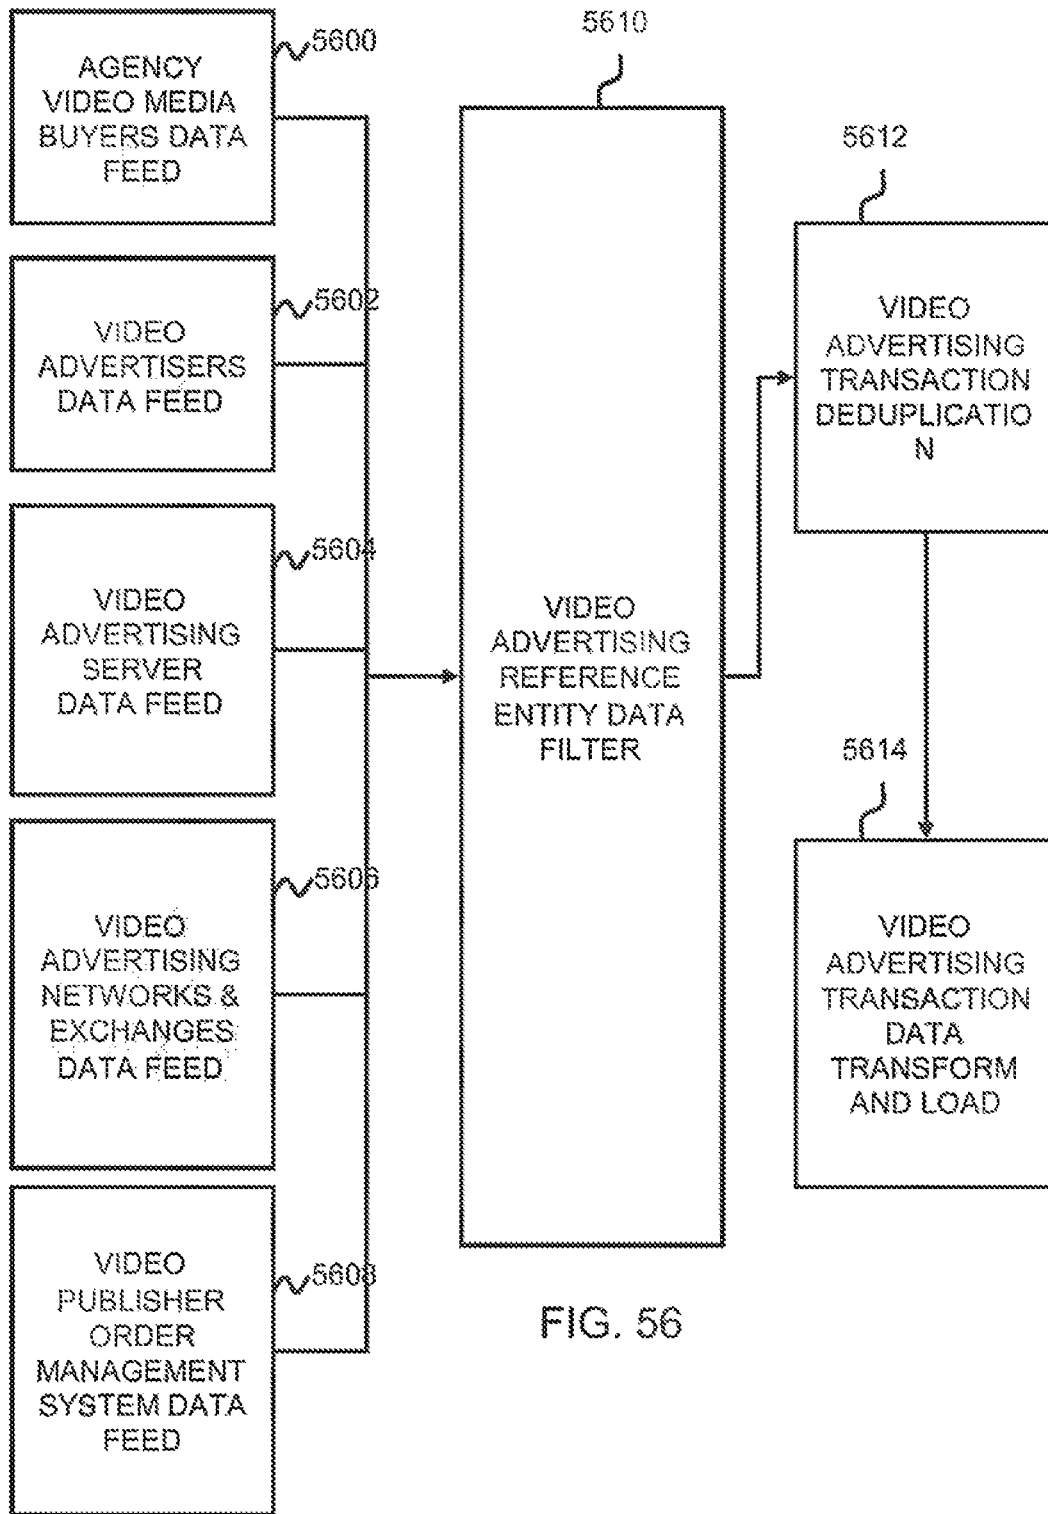 5600
AGENCY
VIDEO MEDIA
BUYERS DATA
FEED
5602
VIDEO
ADVERTISERS
DATA FEED
5604
VIDEO
ADVERTISING
SERVER
DATA FEED
5606
VIDEO
ADVERTISING
NETWORKS &
EXCHANGES
DATA FEED
5608
VIDEO
PUBLISHER
ORDER
MANAGEMENT
SYSTEM DATA
FEED
5610
VIDEO
ADVERTISING
REFERENCE
ENTITY DATA
FILTER
5612
VIDEO
ADVERTISING
TRANSACTION
DEDUPLICATIO
N
5614
VIDEO
ADVERTISING
TRANSACTION
DATA
TRANSFORM
AND LOAD
FIG. 56